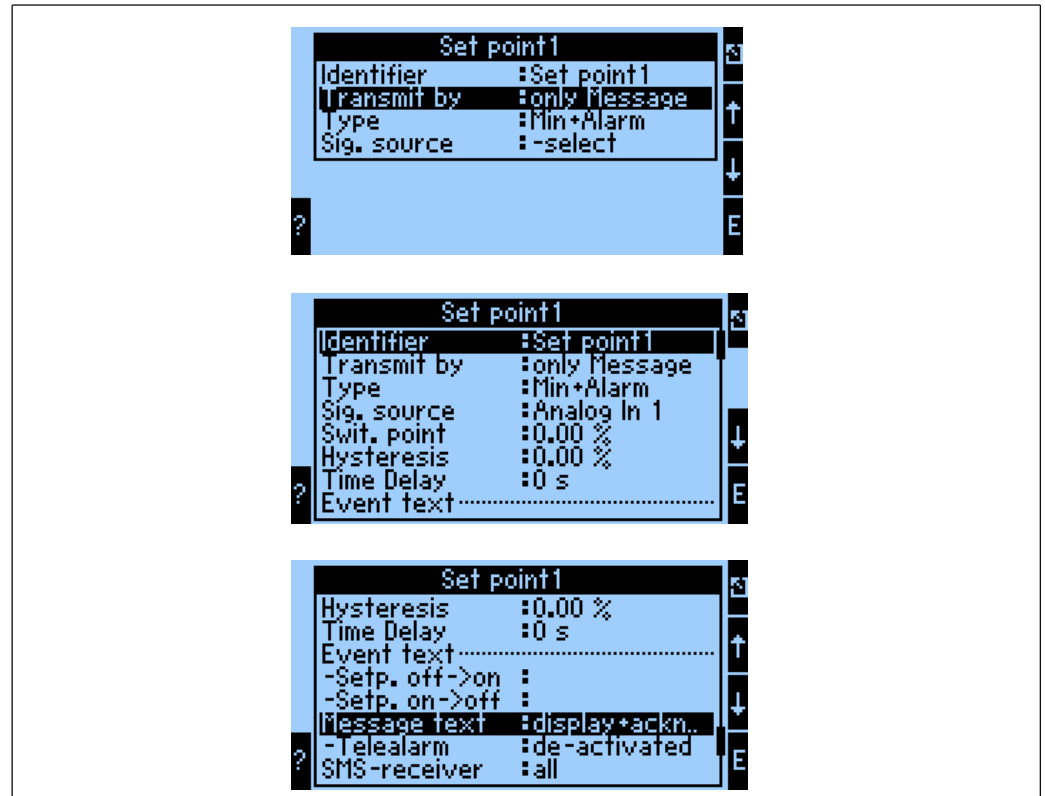 Set point1
Identifier :Set point1
Transmit by :only Message
Type :Min+Alarm
Sig. source :-select
? E
Set point1
Identifier :Set point1
Transmit by :only Message
Type :Min+Alarm
Sig. source :Analog In 1
Swit. point :0.00 %
Hysteresis :0.00 %
Time Delay :0 s
? E
Event text
Set point1
Hysteresis :0.00 %
Time Delay :0 s
Event text
-Setp. off->on :
-Setp. on->off :
Message text :display+ackn..
-Telealarm :de-activated
? E
SMS-receiver :all